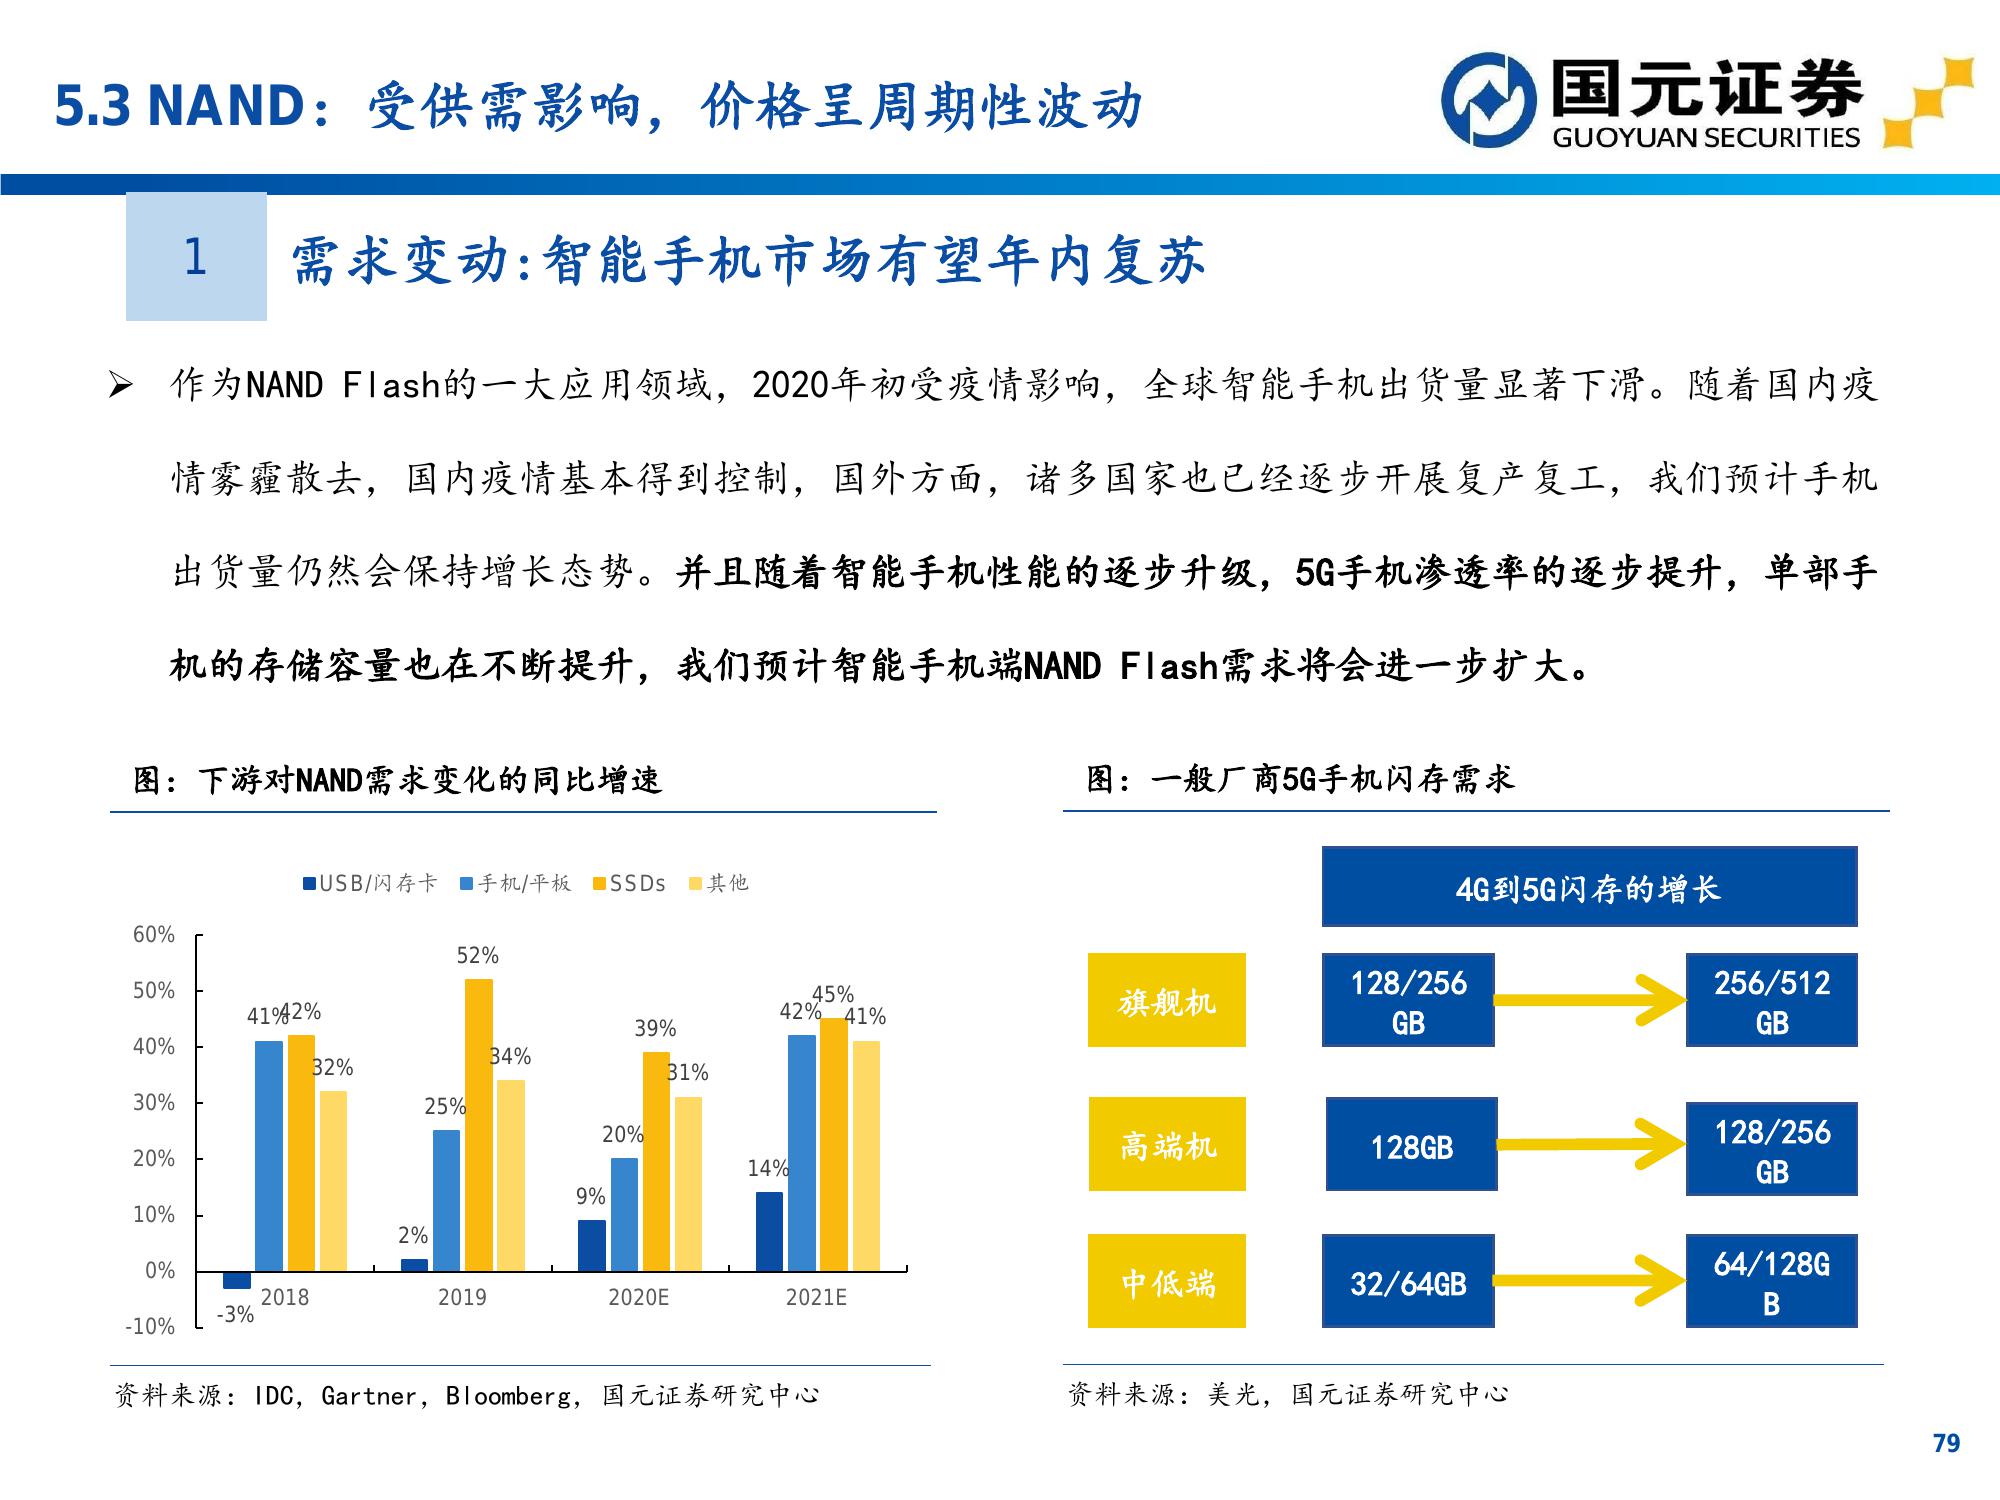 5.3 NAND：受供需影响，价格呈周期性波动
国元证券
GUOYUAN SECURITIES
1
需求变动:智能手机市场有望年内复苏
➢ 作为NAND Flash的一大应用领域，2020年初受疫情影响，全球智能手机出货量显著下滑。随着国内疫
情雾霾散去，国内疫情基本得到控制，国外方面，诸多国家也已经逐步开展复产复工，我们预计手机
出货量仍然会保持增长态势。并且随着智能手机性能的逐步升级，5G手机渗透率的逐步提升，单部手
机的存储容量也在不断提升，我们预计智能手机端NAND Flash需求将会进一步扩大。
图：下游对NAND需求变化的同比增速
USB/闪存卡 手机/平板 SSDs 其他
60%
50%
40%
30%
20%
10%
0%
-10%
-3%
41%
42%
32%
2%
25%
52%
34%
9%
20%
39%
31%
14%
42%
45%
41%
2018 2019 2020E 2021E
资料来源：IDC，Gartner，Bloomberg，国元证券研究中心
图：一般厂商5G手机闪存需求
4G到5G闪存的增长
旗舰机
128/256
GB
256/512
GB
高端机
128GB
128/256
GB
中低端
32/64GB
64/128G
B
资料来源：美光，国元证券研究中心
79